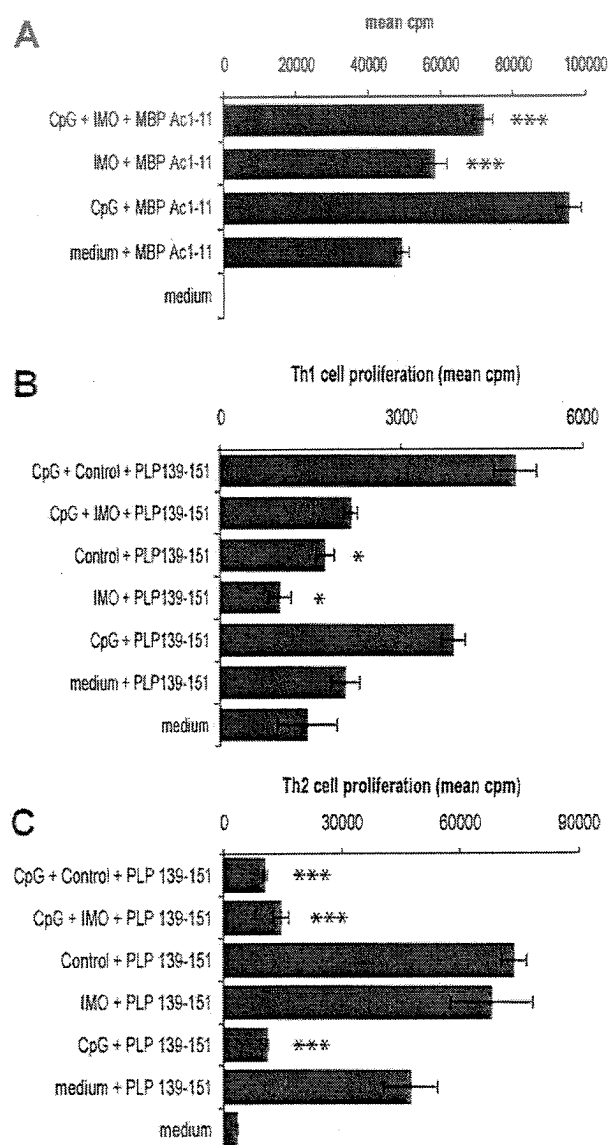 A
mean cpm
0 20000 40000 60000 80000 100000
CpG + IMO + MBP Ac1-11 ***
IMO + MBP Ac1-11 ***
CpG + MBP Ac1-11
medium + MBP Ac1-11
medium
B
Th1 cell proliferation (mean cpm)
0 3000 6000
CpG + Control + PLP139-151
CpG + IMO + PLP139-151
Control + PLP139-151 *
IMO + PLP139-151 *
CpG + PLP139-151
medium + PLP139-151
medium
C
Th2 cell proliferation (mean cpm)
0 30000 60000 90000
CpG + Control + PLP 139-151 ***
CpG + IMO + PLP 139-151 ***
Control + PLP 139-151
IMO + PLP 139-151
CpG + PLP 139-151 ***
medium + PLP 139-151
medium